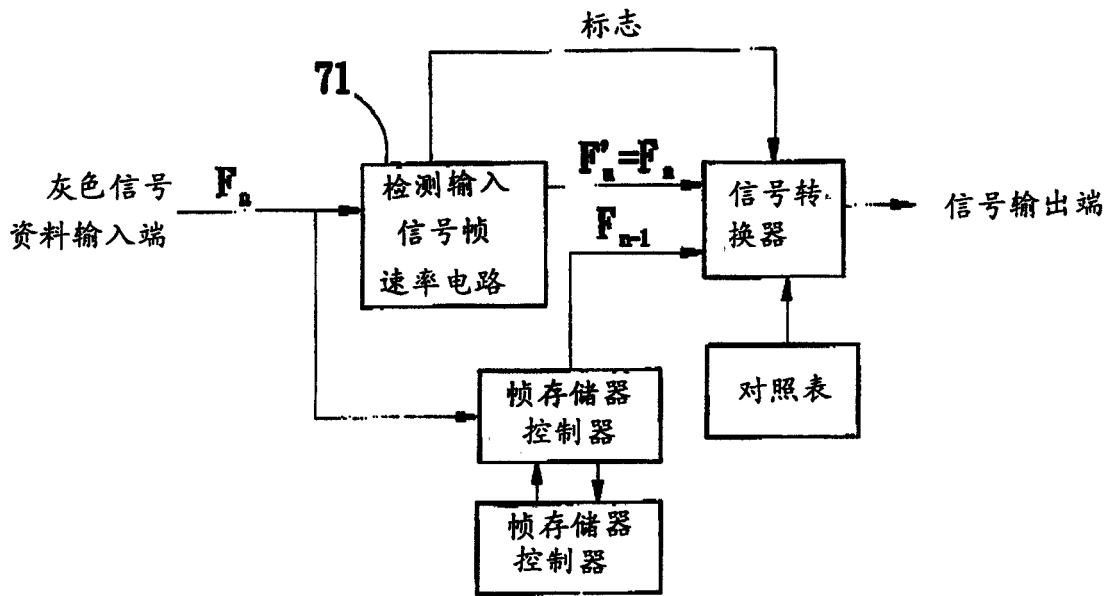 标志
71
灰色信号
资料输入端
Fn
检测输入
信号帧
速率电路
F'n=Fn
Fn-1
信号转
换器
信号输出端
对照表
帧存储器
控制器
帧存储器
控制器